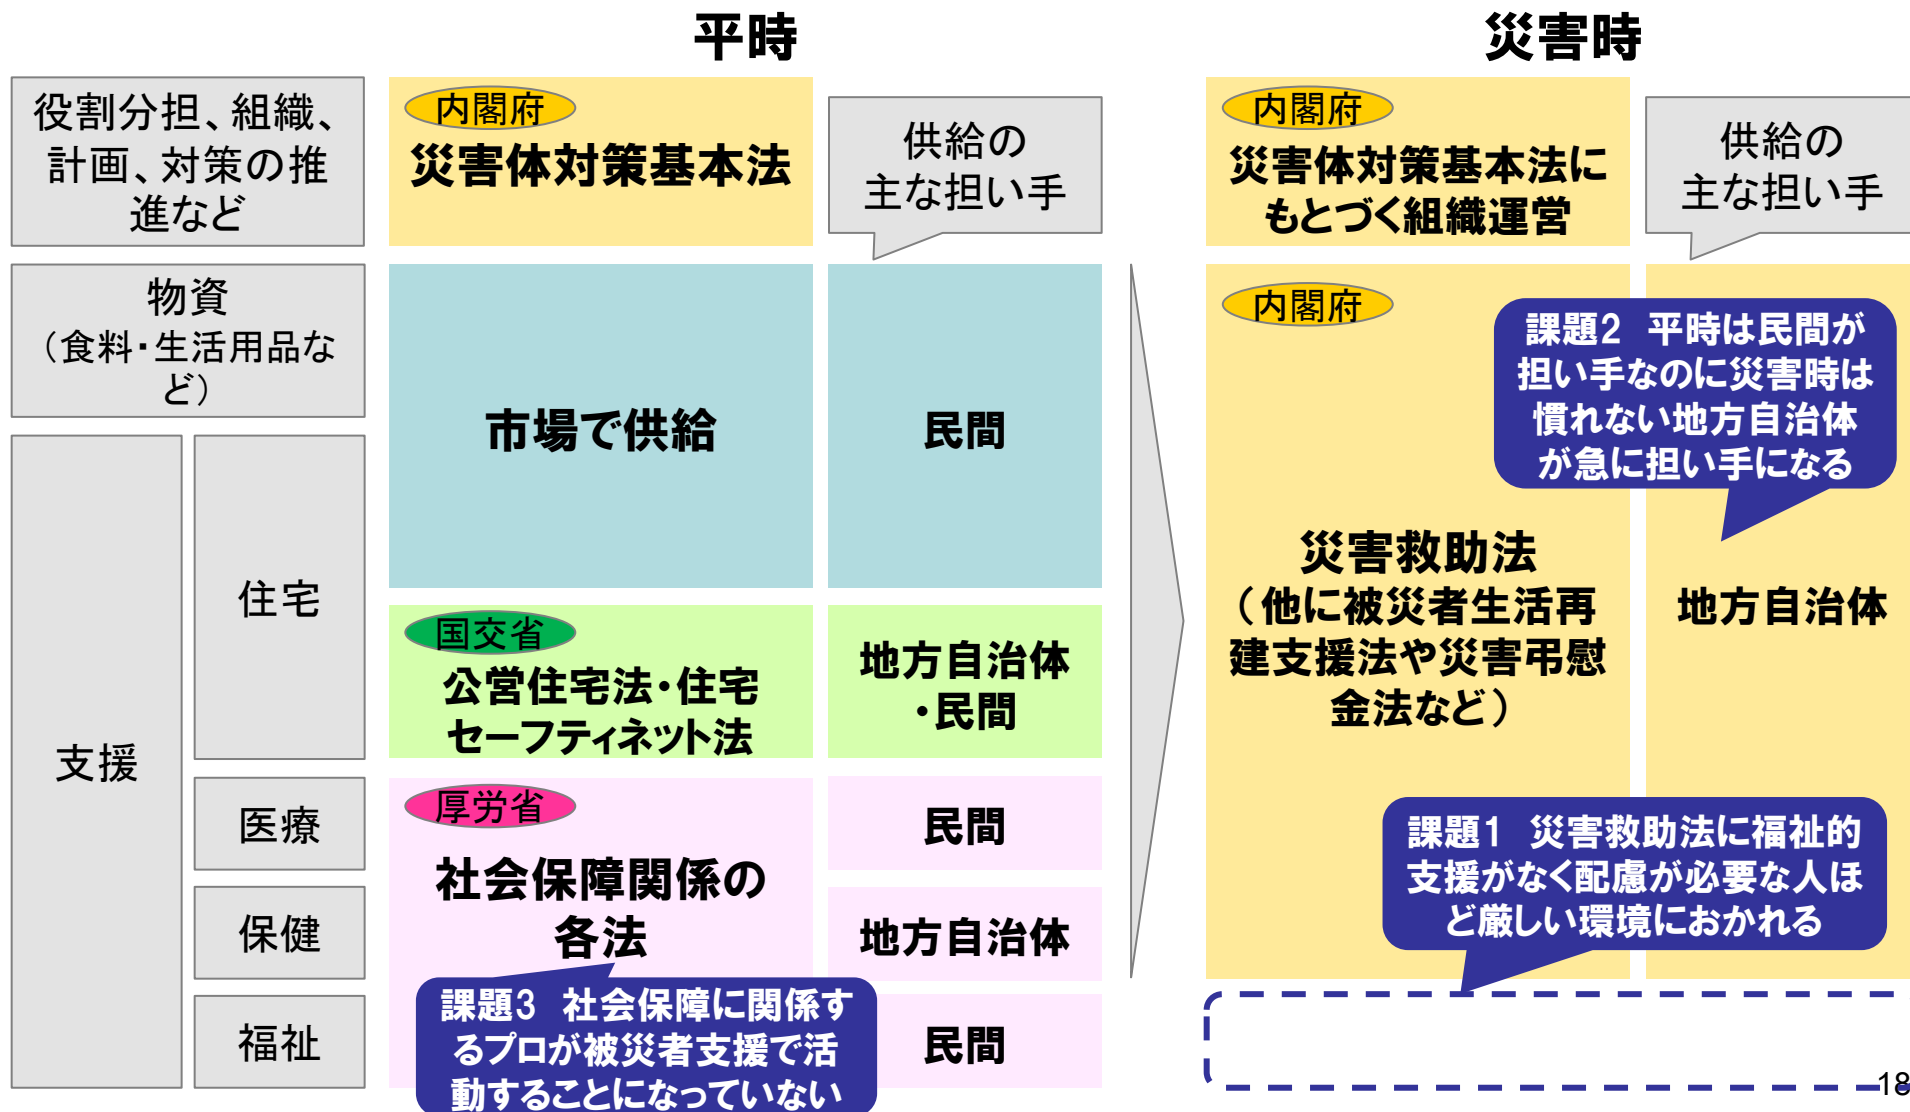 平時
災害時
役割分担、組織、
計画、対策の推
進など
内閣府
災害体対策基本法
供給の
主な担い手
内閣府
災害体対策基本法に
もとづく組織運営
供給の
主な担い手
物資
（食料・生活用品な
ど）
市場で供給
民間
内閣府
課題2　平時は民間が
担い手なのに災害時は
慣れない地方自治体
が急に担い手になる
災害救助法
（他に被災者生活再
建支援法や災害弔慰
金法など）
地方自治体
支援
住宅
国交省
公営住宅法・住宅
セーフティネット法
地方自治体
・民間
医療
厚労省
社会保障関係の
各法
民間
課題1　災害救助法に福祉的
支援がなく配慮が必要な人ほ
ど厳しい環境におかれる
保健
地方自治体
福祉
課題3　社会保障に関係す
るプロが被災者支援で活
動することになっていない
民間
18